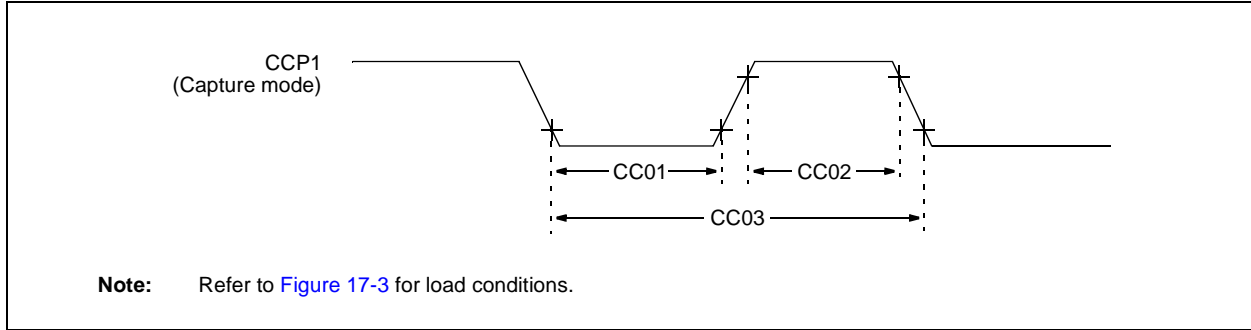 CCP1
(Capture mode)
CC01
CC02
CC03
Note: Refer to Figure 17-3 for load conditions.